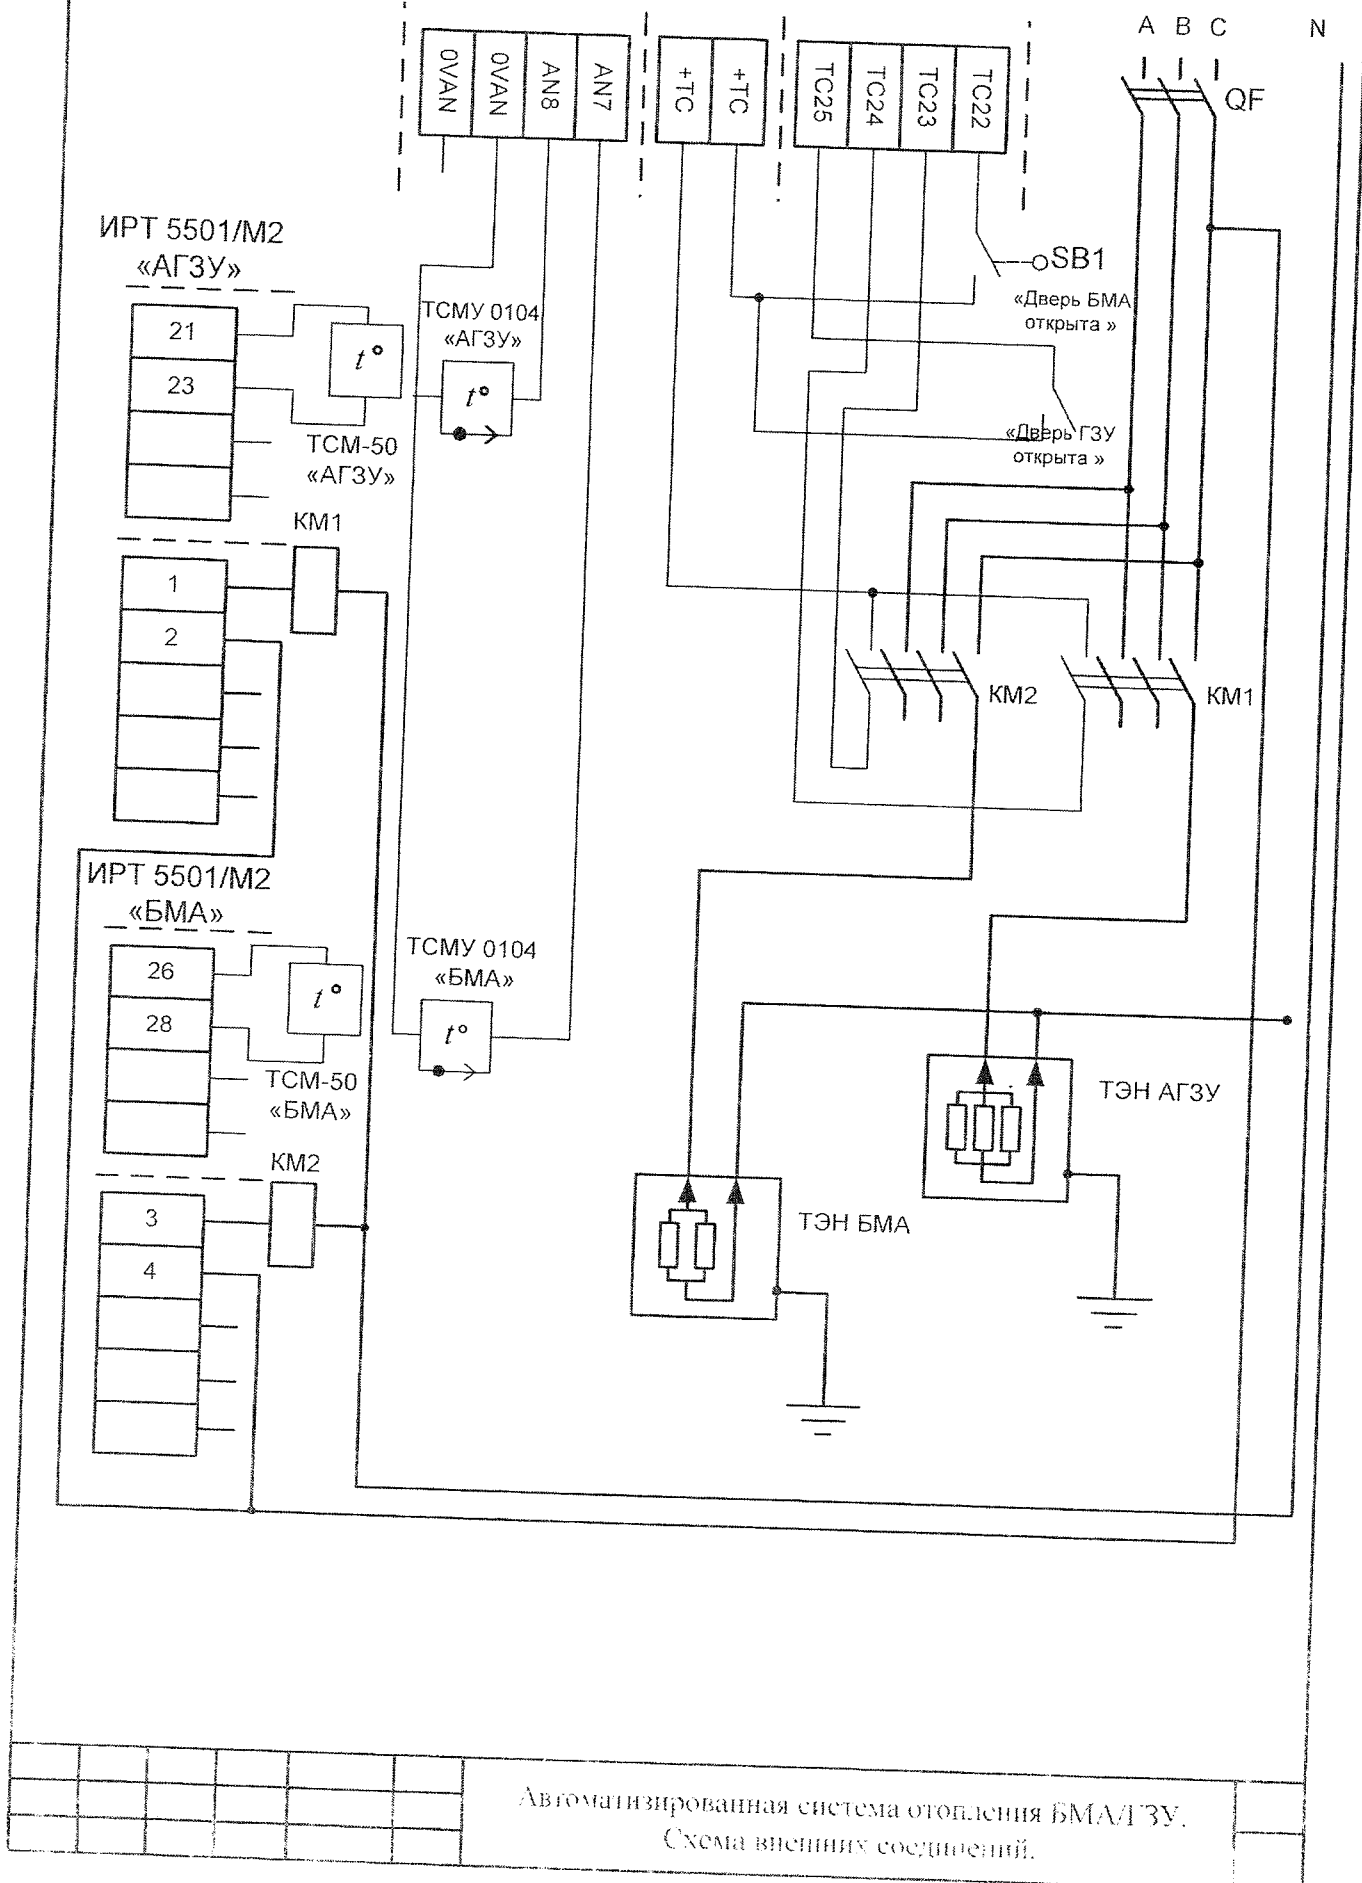 A B C N
0VAN 0VAN AN8 AN7 +TC +TC TC25 TC24 TC23 TC22
QF
ИРТ 5501/М2
«АГЗУ»
SB1
«Дверь БМА
открыта »
21
23
ТСМ-50
«АГЗУ»
t°
ТСМУ 0104
«АГЗУ»
t°
«Дверь ГЗУ
открыта »
КМ1
1
2
КМ2
КМ1
ИРТ 5501/М2
«БМА»
26
28
t°
ТСМ-50
«БМА»
ТСМУ 0104
«БМА»
t°
ТЭН АГЗУ
КМ2
3
4
ТЭН БМА
Автоматизированная система отопления БМА/ГЗУ.
Схема внешних соединений.